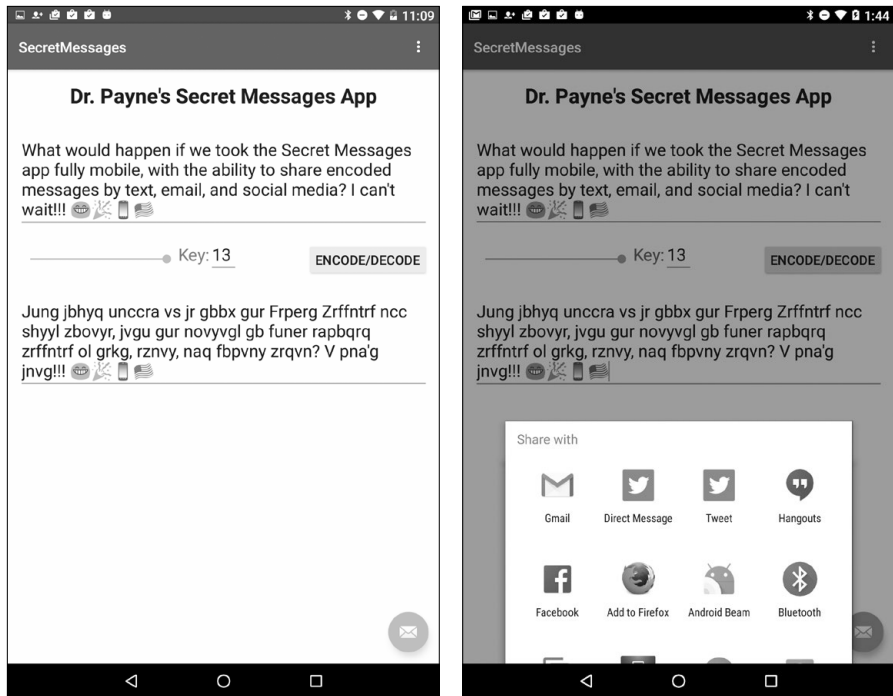 11:09
SecretMessages
Dr. Payne's Secret Messages App
What would happen if we took the Secret Messages
app fully mobile, with the ability to share encoded
messages by text, email, and social media? I can't
wait!!! 😁🎉📱🇺🇸
Key: 13
ENCODE/DECODE
Jung jbhyq unccra vs jr gbbx gur Frperg Zrffntrf ncc
shyyl zbovyr, jvgu gur novyvgl gb funer rapbqrq
zrffntrf ol grkg, rznvy, naq fbpvny zrqvn? V pna'g
jnvg!!! 😁🎉📱🇺🇸
1:44
SecretMessages
Dr. Payne's Secret Messages App
What would happen if we took the Secret Messages
app fully mobile, with the ability to share encoded
messages by text, email, and social media? I can't
wait!!! 😁🎉📱🇺🇸
Key: 13
ENCODE/DECODE
Jung jbhyq unccra vs jr gbbx gur Frperg Zrffntrf ncc
shyyl zbovyr, jvgu gur novyvgl gb funer rapbqrq
zrffntrf ol grkg, rznvy, naq fbpvny zrqvn? V pna'g
jnvg!!! 😁🎉📱🇺🇸
Share with
Gmail Direct Message Tweet Hangouts
Facebook Add to Firefox Android Beam Bluetooth